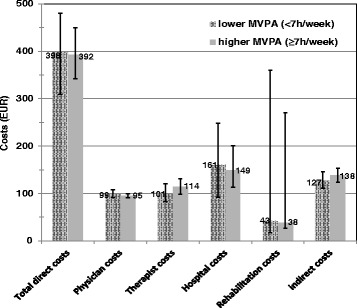 500
lower MVPA (<7h/week)
higher MVPA (≥7h/week)
400
398
392
300
Costs (EUR)
200
161
149
138
127
114
100
99
95
101
43
38
0
Total direct costs
Physician costs
Therapist costs
Hospital costs
Rehabilitation costs
Indirect costs